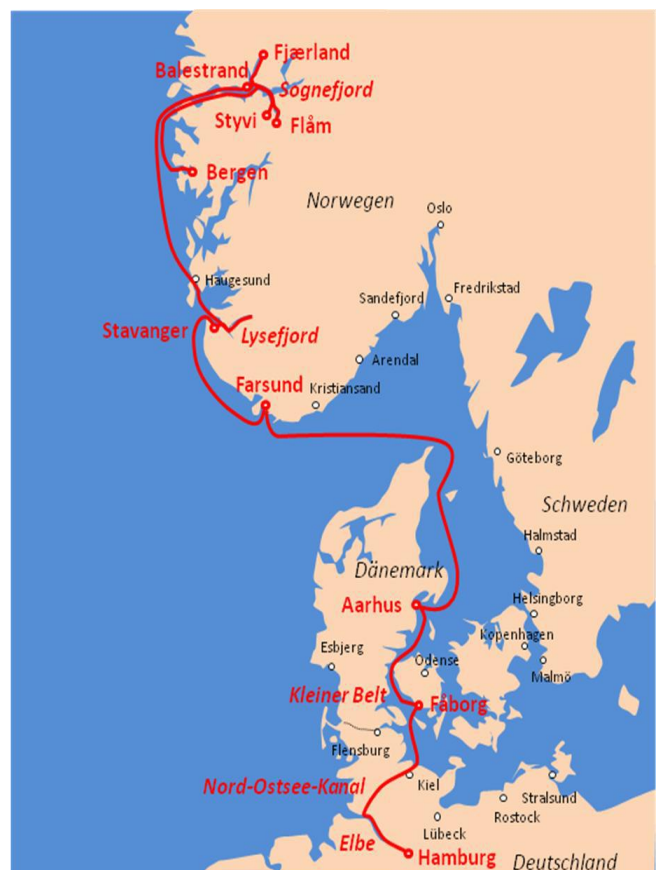 Fjærland
Balestrand
Sognefjord
Styvi
Flåm
Bergen
Norwegen
Oslo
Haugesund
Fredrikstad
Sandefjord
Stavanger
Lysefjord
Arendal
Farsund
Kristiansand
Göteborg
Schweden
Halmstad
Dänemark
Aarhus
Helsingborg
Kopenhagen
Esbjerg
Odense
Malmö
Kleiner Belt
Fåborg
Flensburg
Nord-Ostsee-Kanal
Kiel
Stralsund
Rostock
Lübeck
Elbe
Hamburg
Deutschland